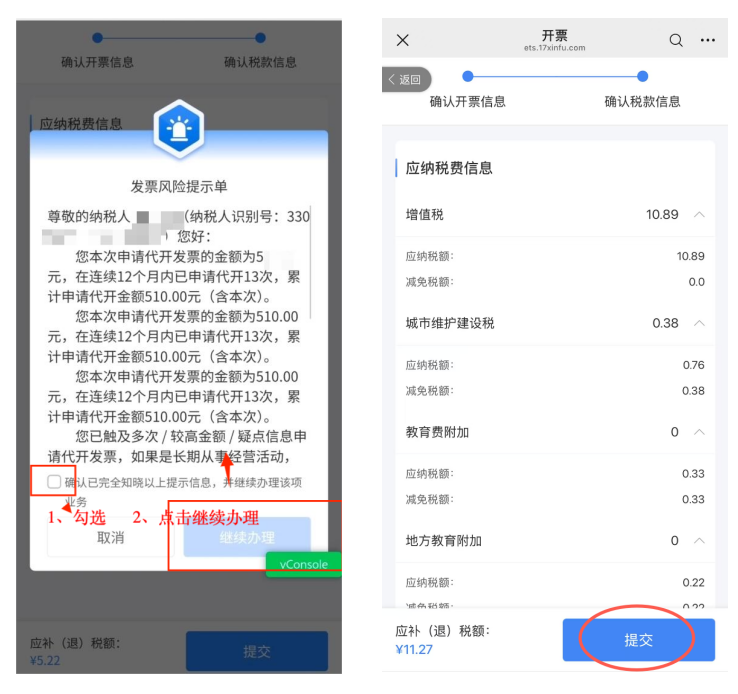 确认开票信息
确认税款信息
应纳税费信息
发票风险提示单
尊敬的纳税人 (纳税人识别号：330
）您好：
您本次申请代开发票的金额为5
元，在连续12个月内已申请代开13次，累
计申请代开金额510.00元（含本次）。
您本次申请代开发票的金额为510.00
元，在连续12个月内已申请代开13次，累
计申请代开金额510.00元（含本次）。
您本次申请代开发票的金额为510.00
元，在连续12个月内已申请代开13次，累
计申请代开金额510.00元（含本次）。
您已触及多次 / 较高金额 / 疑点信息申
请代开发票，如果是长期从事经营活动，
确认已完全知晓以上提示信息，并继续办理该项
业务
1、勾选 2、点击继续办理
取消
继续办理
vConsole
应补（退）税额：
¥5.22
提交
开票
ets.17xinfu.com
返回
确认开票信息
确认税款信息
应纳税费信息
增值税 10.89
应纳税额： 10.89
减免税额： 0.0
城市维护建设税 0.38
应纳税额： 0.76
减免税额： 0.38
教育费附加 0
应纳税额： 0.33
减免税额： 0.33
地方教育附加 0
应纳税额： 0.22
减免税额： 0.22
应补（退）税额：
¥11.27
提交